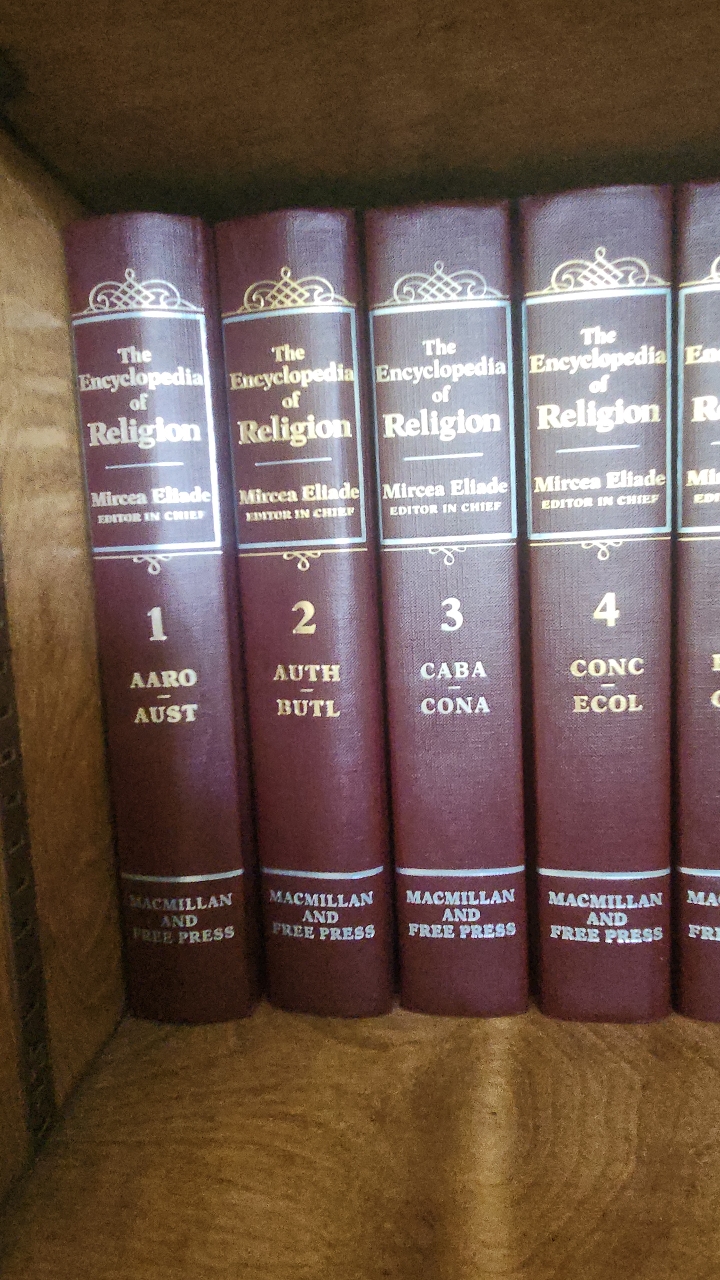 The
Encyclopedia
of
Religion
Mircea Eliade
EDITOR IN CHIEF
1
AARO
–
AUST
MACMILLAN
AND
FREE PRESS
The
Encyclopedia
of
Religion
Mircea Eliade
EDITOR IN CHIEF
2
AUTH
–
BUTL
MACMILLAN
AND
FREE PRESS
The
Encyclopedia
of
Religion
Mircea Eliade
EDITOR IN CHIEF
3
CABA
–
CONA
MACMILLAN
AND
FREE PRESS
The
Encyclopedia
of
Religion
Mircea Eliade
EDITOR IN CHIEF
4
CONC
–
ECOL
MACMILLAN
AND
FREE PRESS